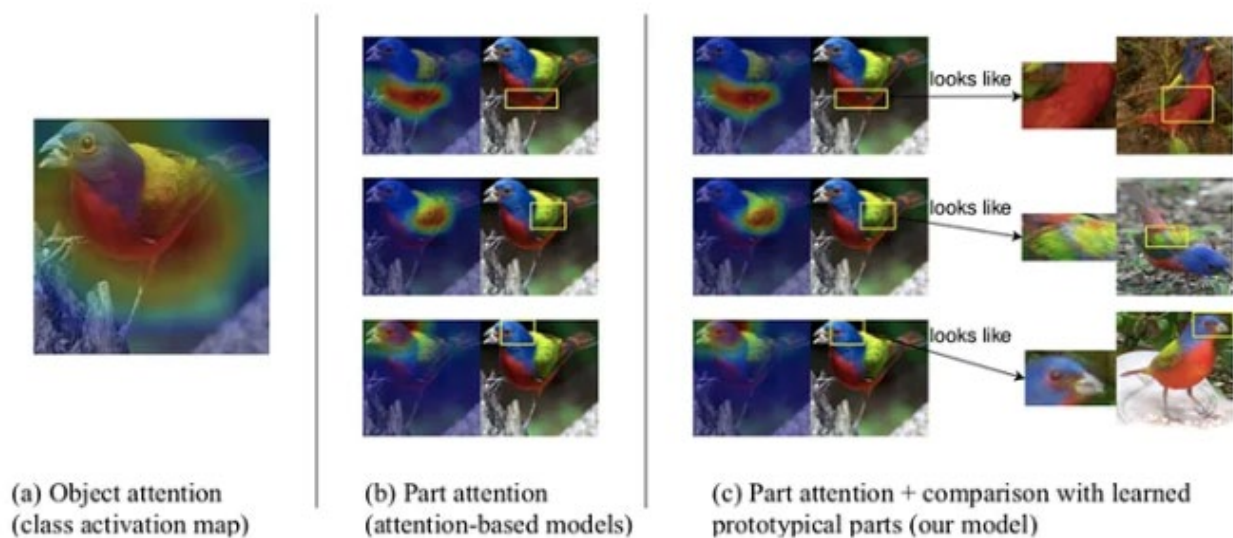 looks like
looks like
looks like
(a) Object attention
(class activation map)
(b) Part attention
(attention-based models)
(c) Part attention + comparison with learned
prototypical parts (our model)